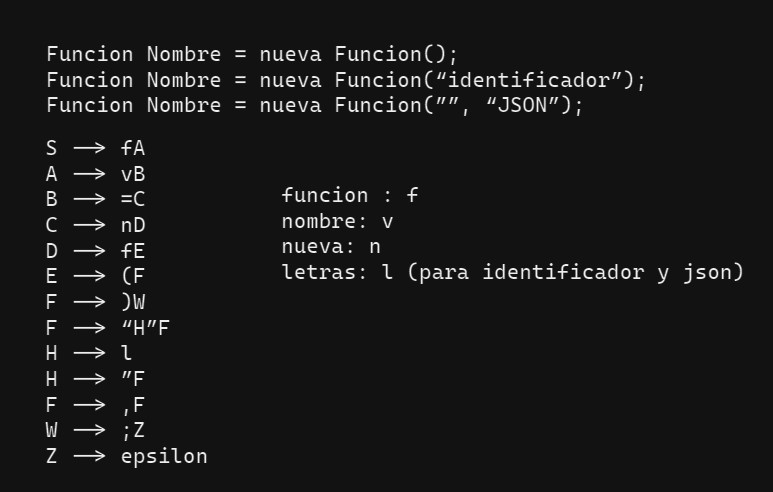 Funcion Nombre = nueva Funcion();
Funcion Nombre = nueva Funcion(“identificador”);
Funcion Nombre = nueva Funcion(””, “JSON”);
S —> fA
A —> vB
B —> =C
C —> nD
D —> fE
E —> (F
F —> )W
F —> “H”F
H —> l
H —> ”F
F —> ,F
W —> ;Z
Z —> epsilon
funcion : f
nombre: v
nueva: n
letras: l (para identificador y json)